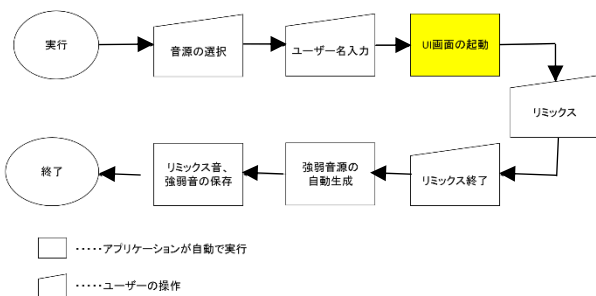 実行
音源の選択
ユーザー名入力
UI画面の起動
リミックス
リミックス終了
強弱音源の
自動生成
リミックス音、
強弱音の保存
終了
・・・・・アプリケーションが自動で実行
・・・・・ユーザーの操作